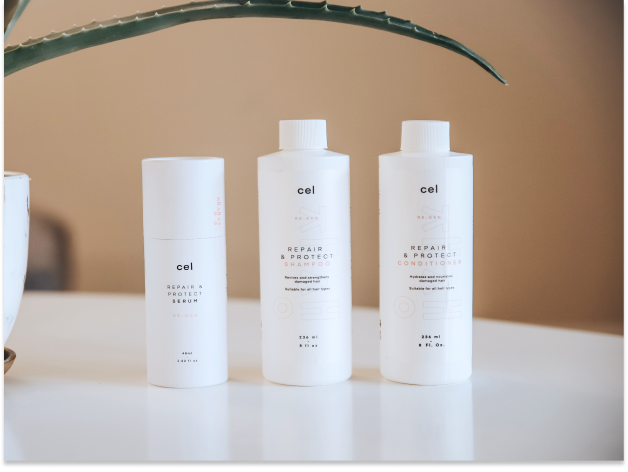 cel
REPAIR &
PROTECT
SERUM
cel
REPAIR
& PROTECT
SHAMPOO
Revives and strengthens
damaged hair
Suitable for all hair types
236 ml
8 fl oz
cel
REPAIR
& PROTECT
CONDITIONER
Hydrates and nourishes
damaged hair
Suitable for all hair types
236 ml
8 Fl. Oz.